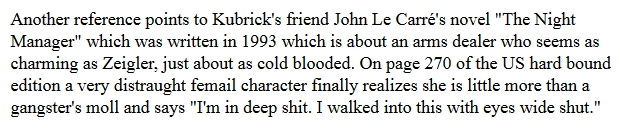 Another reference points to Kubrick's friend John Le Carré's novel "The Night
Manager" which was written in 1993 which is about an arms dealer who seems as
charming as Zeigler, just about as cold blooded. On page 270 of the US hard bound
edition a very distraught femail character finally realizes she is little more than a
gangster's moll and says "I'm in deep shit. I walked into this with eyes wide shut."